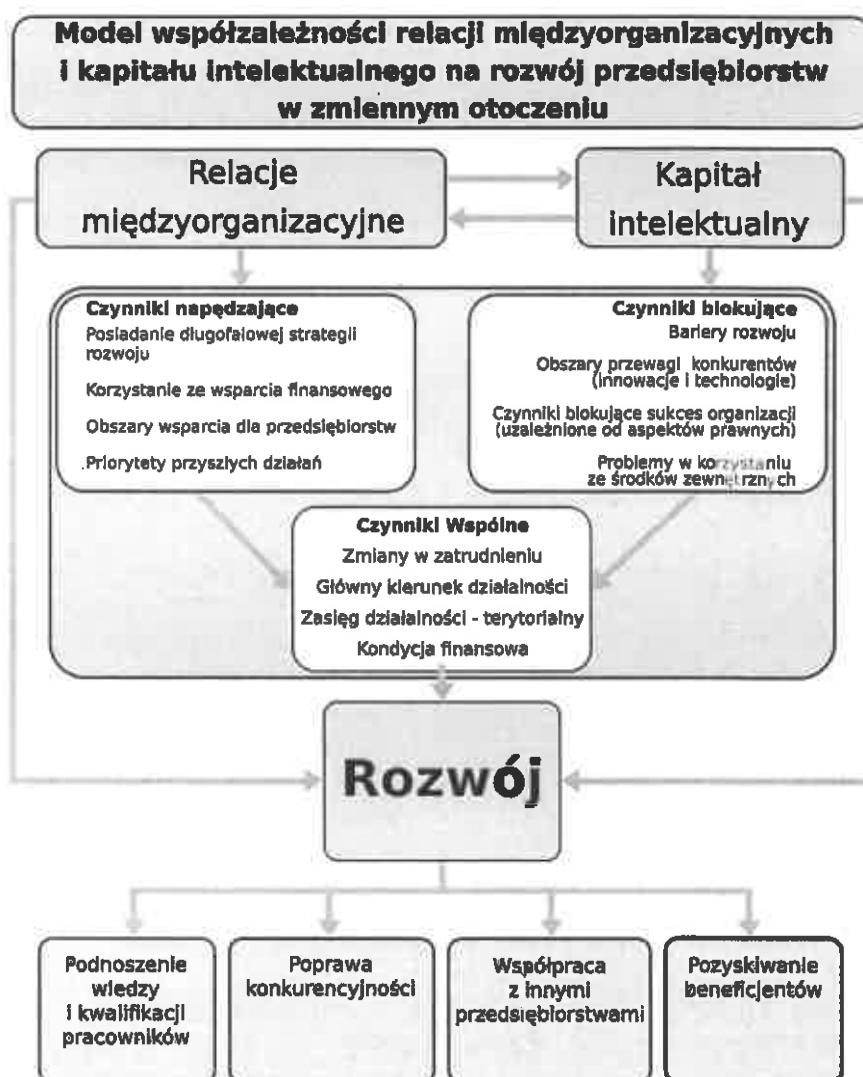 Model współzależności relacji międzyorganizacyjnych
i kapitału intelektualnego na rozwój przedsiębiorstw
w zmiennym otoczeniu
Relacje
międzyorganizacyjne
Kapitał
intelektualny
Czynniki napędzające
Posiadanie długofalowej strategii
rozwoju
Korzystanie ze wsparcia finansowego
Obszary wsparcia dla przedsiębiorstw
Priorytety przyszłych działań
Czynniki blokujące
Bariery rozwoju
Obszary przewagi konkurentów
(innowacje i technologie)
Czynniki blokujące sukces organizacji
(uzależnione od aspektów prawnych)
Problemy w korzystaniu
ze środków zewnętrznych
Czynniki Wspólne
Zmiany w zatrudnieniu
Główny kierunek działalności
Zasięg działalności - terytorialny
Kondycja finansowa
Rozwój
Podnoszenie
wiedzy
i kwalifikacji
pracowników
Poprawa
konkurencyjności
Współpraca
z innymi
przedsiębiorstwami
Pozyskiwanie
beneficjentów